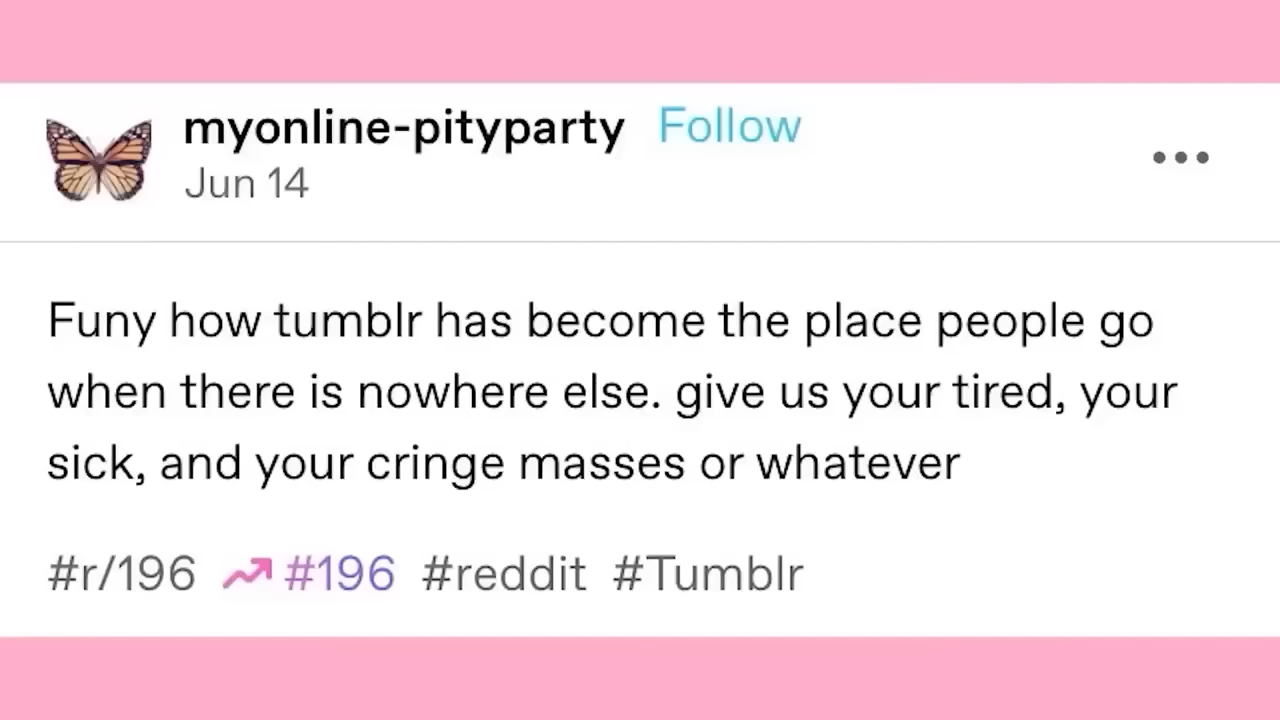 myonline-pityparty Follow
Jun 14
Funy how tumblr has become the place people go
when there is nowhere else. give us your tired, your
sick, and your cringe masses or whatever
#r/196 #196 #reddit #Tumblr